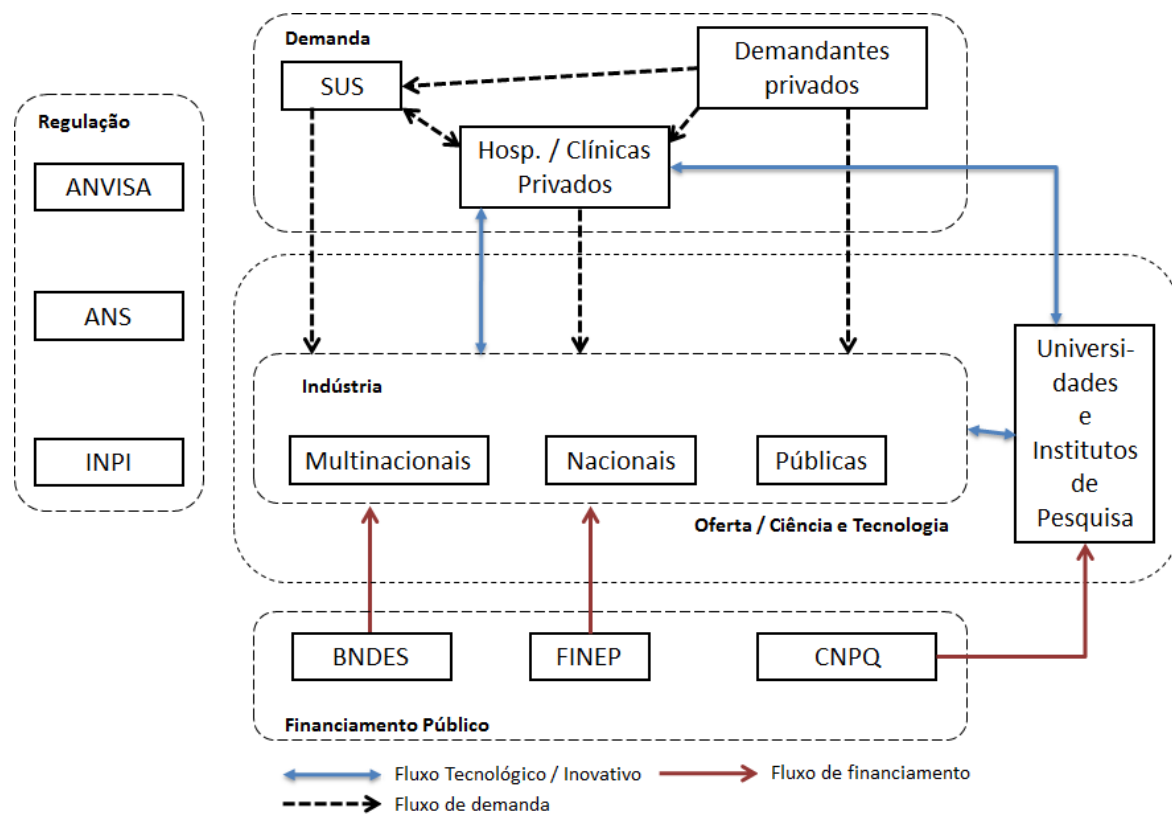 Demanda
SUS
Demandantes
privados
Hosp. / Clínicas
Privados
Regulação
ANVISA
ANS
INPI
Indústria
Multinacionais
Nacionais
Públicas
Oferta / Ciência e Tecnologia
Universi-
dades
e
Institutos
de
Pesquisa
BNDES
FINEP
CNPQ
Financiamento Público
Fluxo Tecnológico / Inovativo
Fluxo de financiamento
Fluxo de demanda